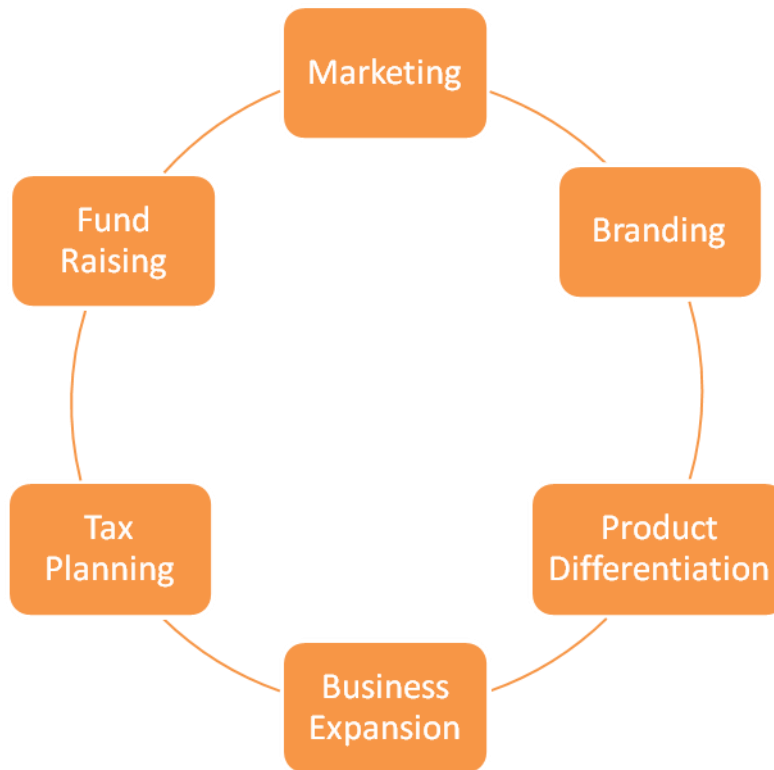 Marketing
Branding
Product
Differentiation
Business
Expansion
Tax
Planning
Fund
Raising